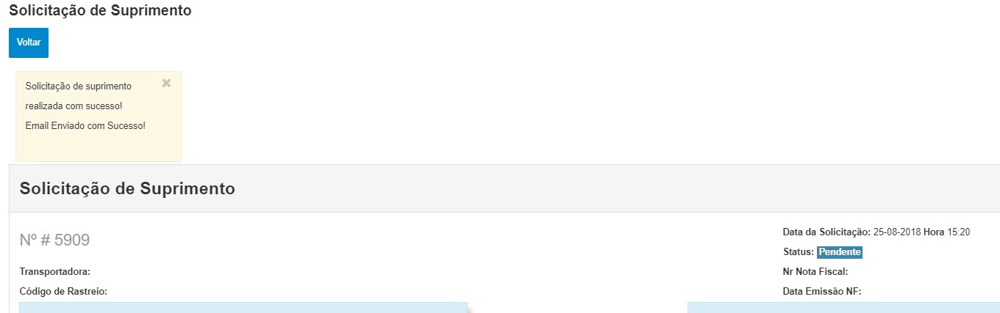 Solicitação de Suprimento
Voltar
Solicitação de suprimento
realizada com sucesso!
Email Enviado com Sucesso!
Solicitação de Suprimento
Nº # 5909
Data da Solicitação: 25-08-2018 Hora 15:20
Status: Pendente
Transportadora:
Nr Nota Fiscal:
Código de Rastreio:
Data Emissão NF: